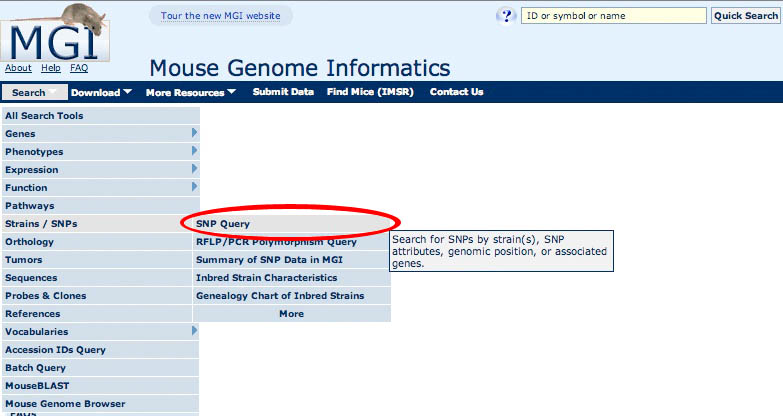 Tour the new MGI website
? ID or symbol or name Quick Search
MGI
About Help FAQ
Mouse Genome Informatics
Search Download More Resources Submit Data Find Mice (IMSR) Contact Us
All Search Tools
Genes
Phenotypes
Expression
Function
Pathways
Strains / SNPs
Orthology
Tumors
Sequences
Probes & Clones
References
Vocabularies
Accession IDs Query
Batch Query
MouseBLAST
Mouse Genome Browser
FAQs
SNP Query
RFLP/PCR Polymorphism Query
Summary of SNP Data in MGI
Inbred Strain Characteristics
Genealogy Chart of Inbred Strains
More
Search for SNPs by strain(s), SNP
attributes, genomic position, or associated
genes.